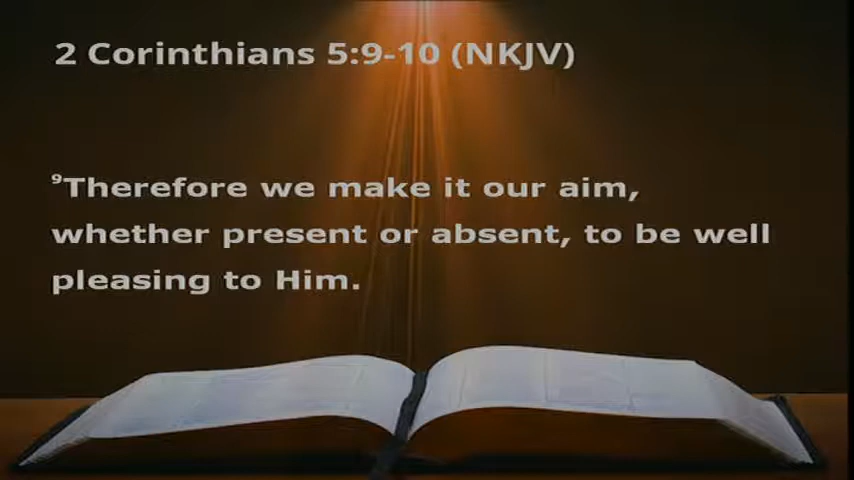 2 Corinthians 5:9-10 (NKJV)
⁹Therefore we make it our aim,
whether present or absent, to be well
pleasing to Him.